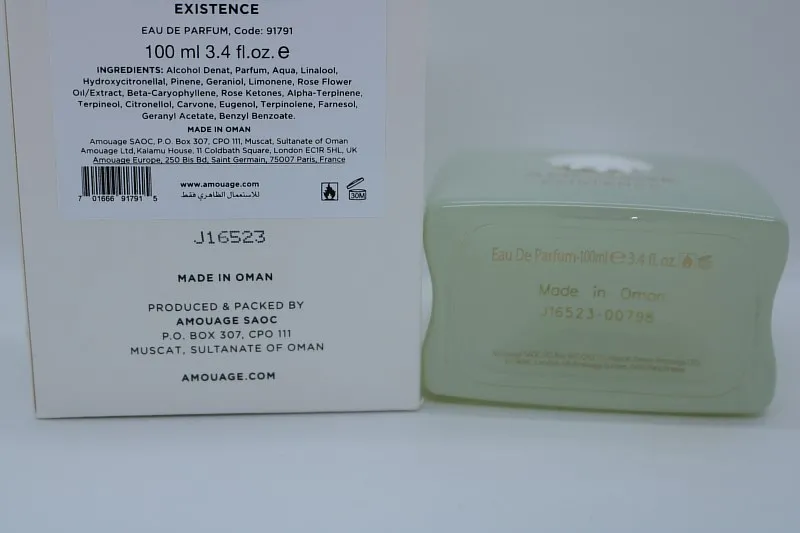 EXISTENCE
EAU DE PARFUM, Code: 91791
100 ml 3.4 fl.oz. e
INGREDIENTS: Alcohol Denat, Parfum, Aqua, Linalool,
Hydroxycitronellal, Pinene, Geraniol, Limonene, Rose Flower
Oil/Extract, Beta-Caryophyllene, Rose Ketones, Alpha-Terpinene,
Terpineol, Citronellol, Carvone, Eugenol, Terpinolene, Farnesol,
Geranyl Acetate, Benzyl Benzoate.
MADE IN OMAN
Amouage SAOC, P.O. Box 307, CPO 111, Muscat, Sultanate of Oman
Amouage Ltd, Kalamu House, 11 Coldbath Square, London EC1R 5HL, UK
Amouage Europe, 250 Bis Bd, Saint Germain, 75007 Paris, France
7 01666 91791 5
www.amouage.com
للاستعمال الظاهري فقط
30M
J16523
MADE IN OMAN
PRODUCED & PACKED BY
AMOUAGE SAOC
P.O. BOX 307, CPO 111
MUSCAT, SULTANATE OF OMAN
AMOUAGE.COM
Eau De Parfum-100ml e 3.4 fl. oz.
Made in Oman
J16523-00796